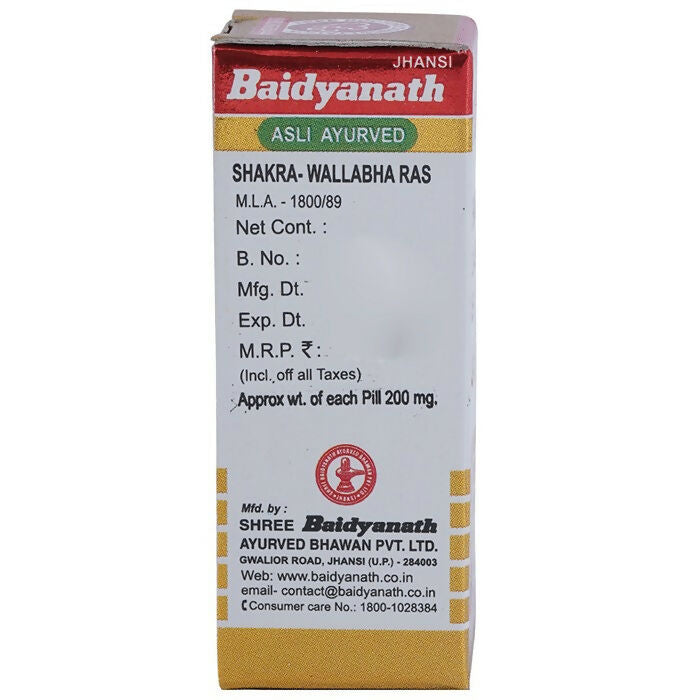 JHANSI
Baidyanath
ASLI AYURVED
SHAKRA- WALLABHA RAS
M.L.A. - 1800/89
Net Cont. :
B. No. :
Mfg. Dt.
Exp. Dt.
M.R.P. ₹ :
(Incl. off all Taxes)
Approx wt. of each Pill 200 mg.
Mfd. by :
SHREE Baidyanath
AYURVED BHAWAN PVT. LTD.
GWALIOR ROAD, JHANSI (U.P.) - 284003
Web: www.baidyanath.co.in
email- contact@baidyanath.co.in
Consumer care No.: 1800-1028384